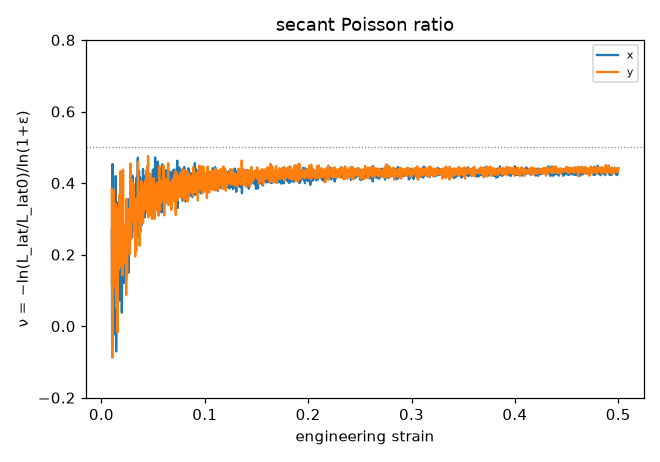 secant Poisson ratio
ν = −ln(L_lat/L_lat0)/ln(1+ε)
0.8
0.6
0.4
0.2
0.0
−0.2
x
y
0.0 0.1 0.2 0.3 0.4 0.5
engineering strain